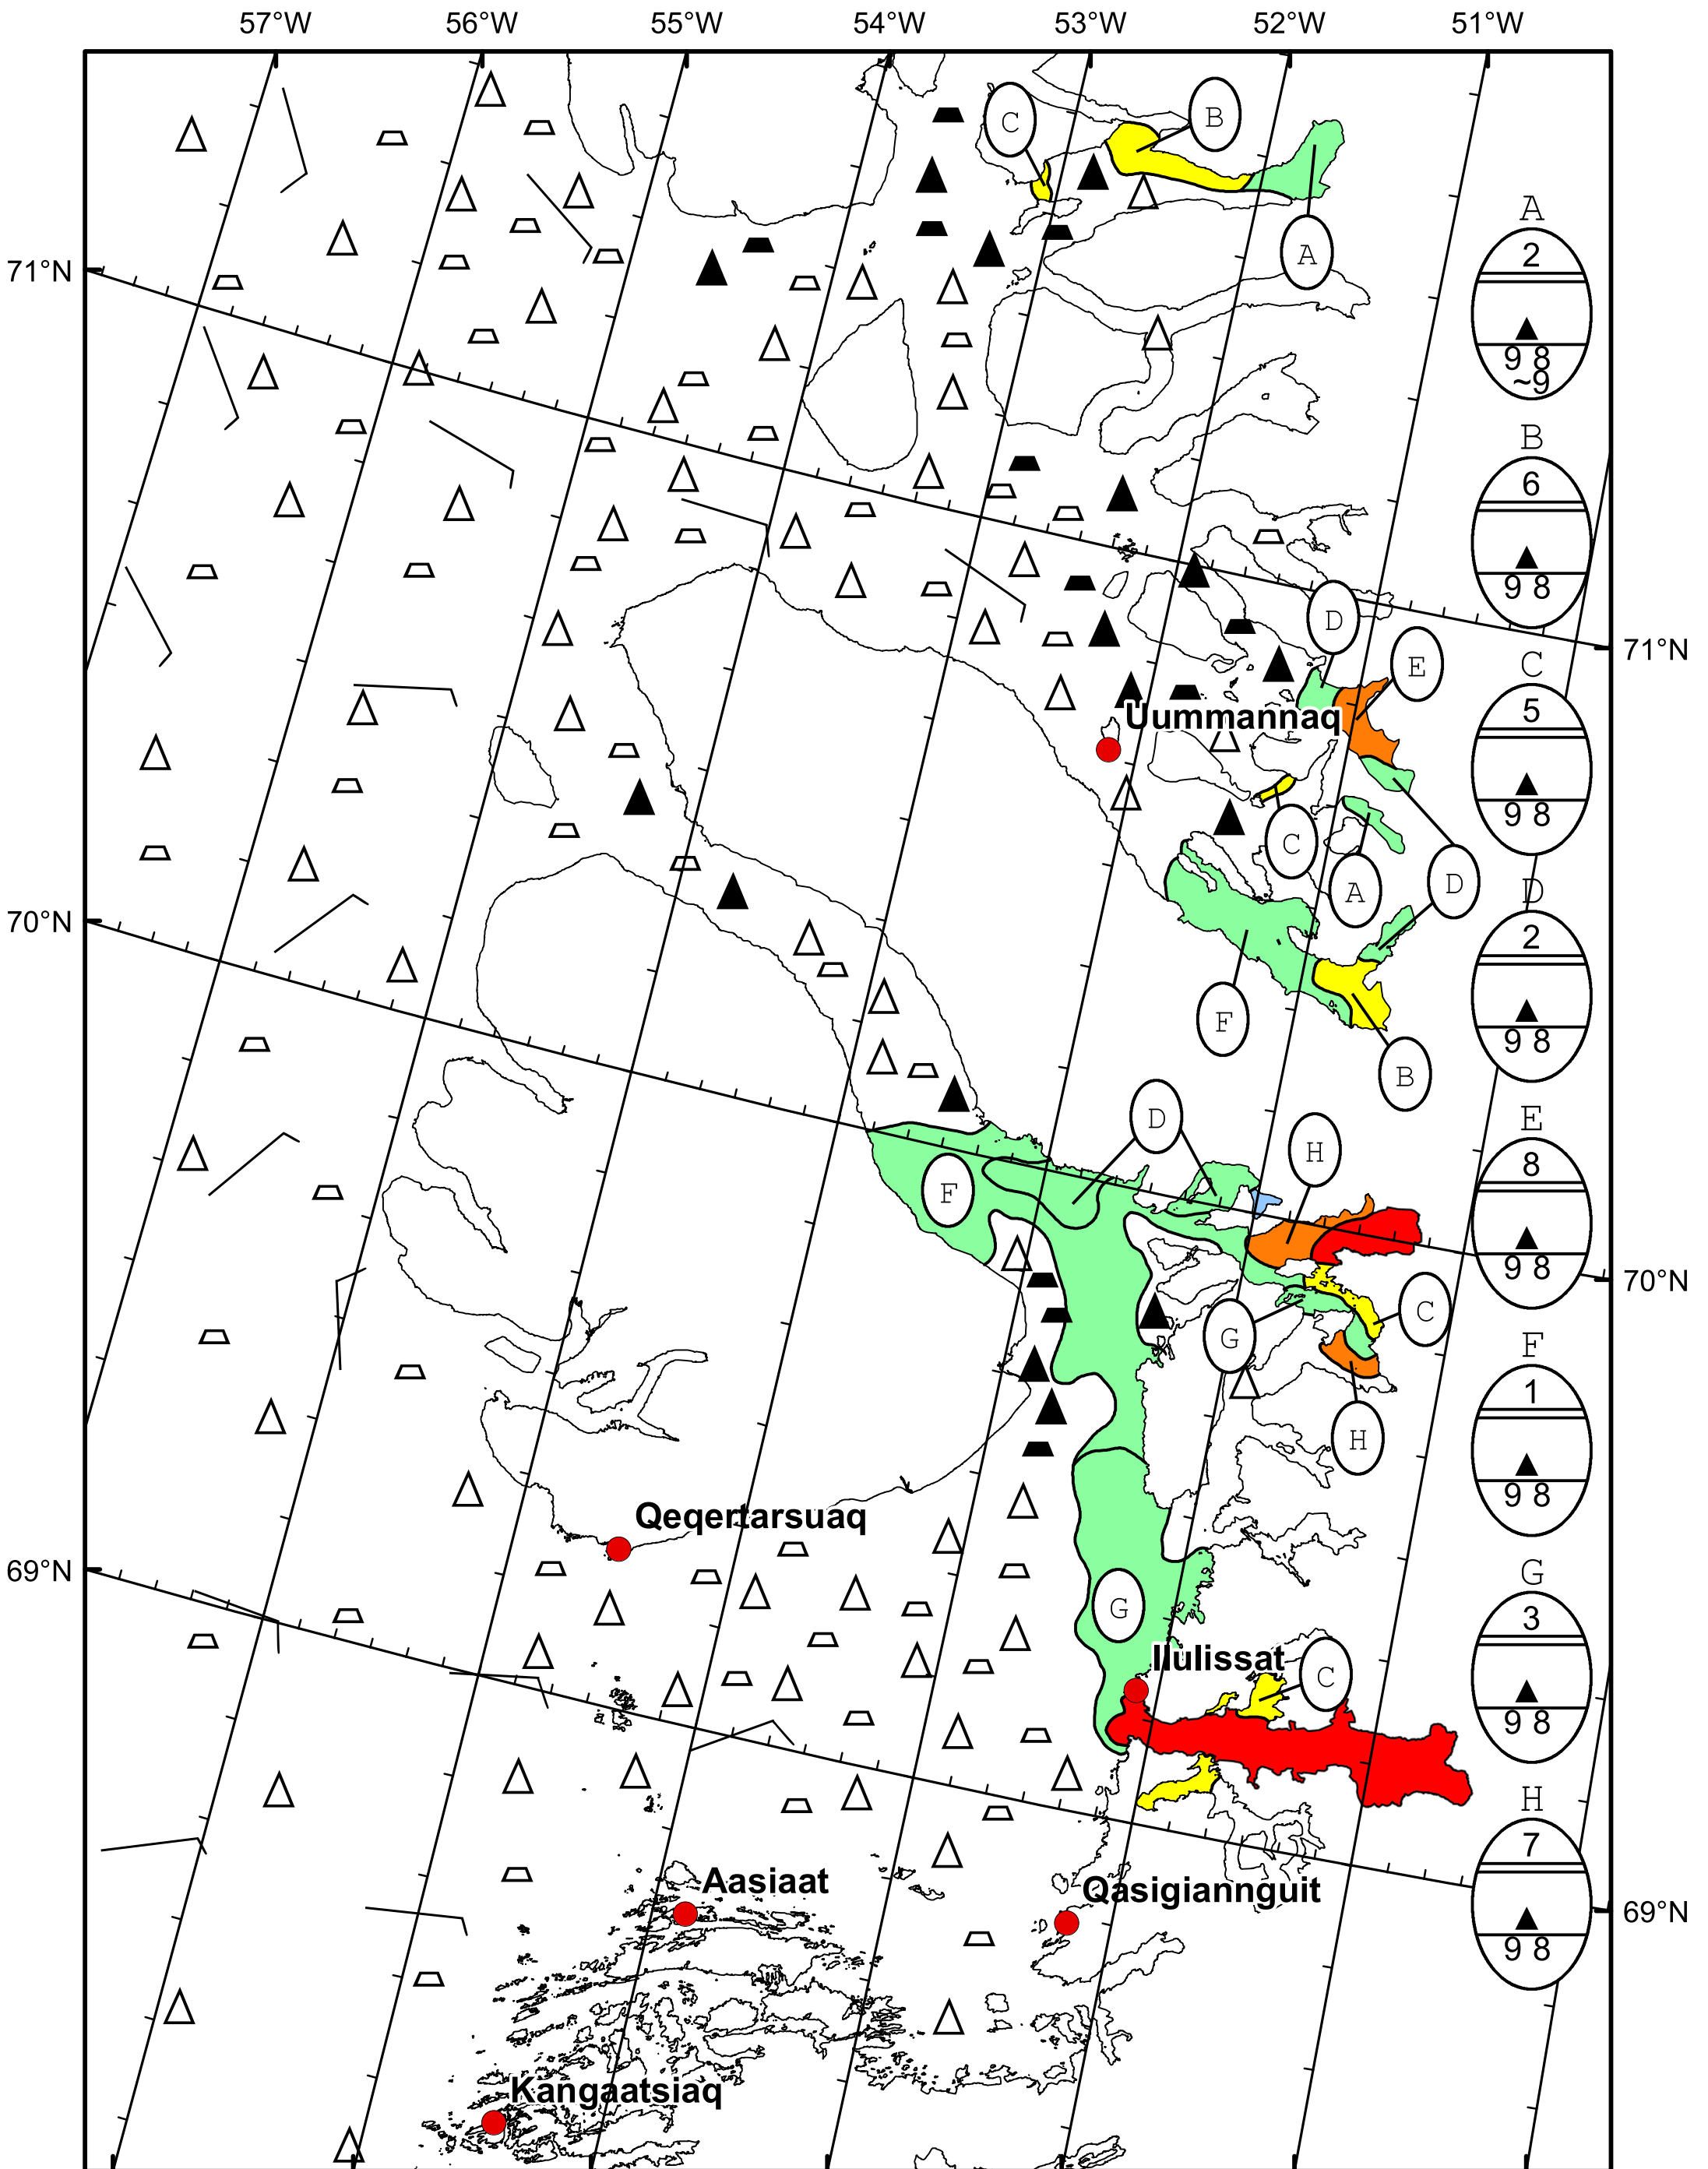 57°W 56°W 55°W 54°W 53°W 52°W 51°W
C B
A
A
2
9 8
~9
71°N
B
6
9 8
D
E
71°N
C
5
9 8
Uummannaq
C
A
D
D
2
9 8
70°N
F
B
D
H
E
8
9 8
F
70°N
G
C
H
F
1
9 8
Qeqertarsuaq
69°N
G
G
3
9 8
Ilulissat
C
H
7
9 8
Aasiaat
Qasigiannguit
69°N
Kangaatsiaq